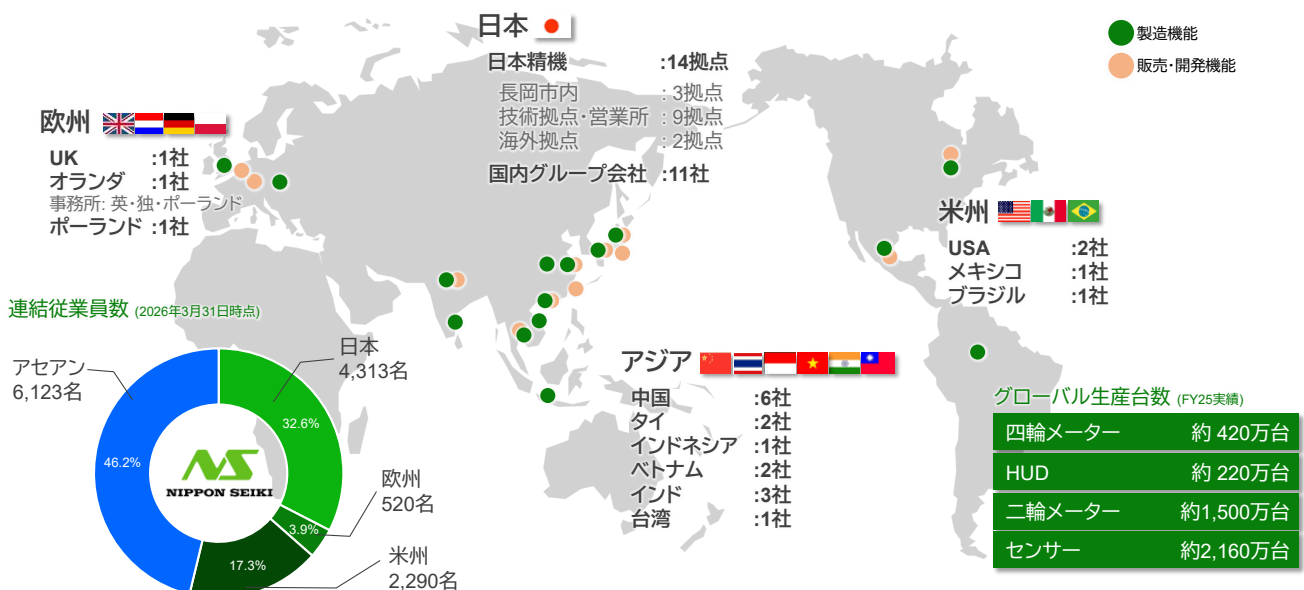 日本
日本精機 :14拠点
長岡市内 : 3拠点
技術拠点・営業所 : 9拠点
海外拠点 : 2拠点
国内グループ会社 :11社
製造機能
販売・開発機能
欧州
UK :1社
オランダ :1社
事務所: 英・独・ポーランド
ポーランド :1社
米州
USA :2社
メキシコ :1社
ブラジル :1社
連結従業員数 (2026年3月31日時点)
アセアン
6,123名
日本
4,313名
32.6%
46.2%
NS
NIPPON SEIKI
欧州
520名
3.9%
17.3%
米州
2,290名
アジア
中国 :6社
タイ :2社
インドネシア :1社
ベトナム :2社
インド :3社
台湾 :1社
グローバル生産台数 (FY25実績)
四輪メーター 約 420万台
HUD 約 220万台
二輪メーター 約1,500万台
センサー 約2,160万台